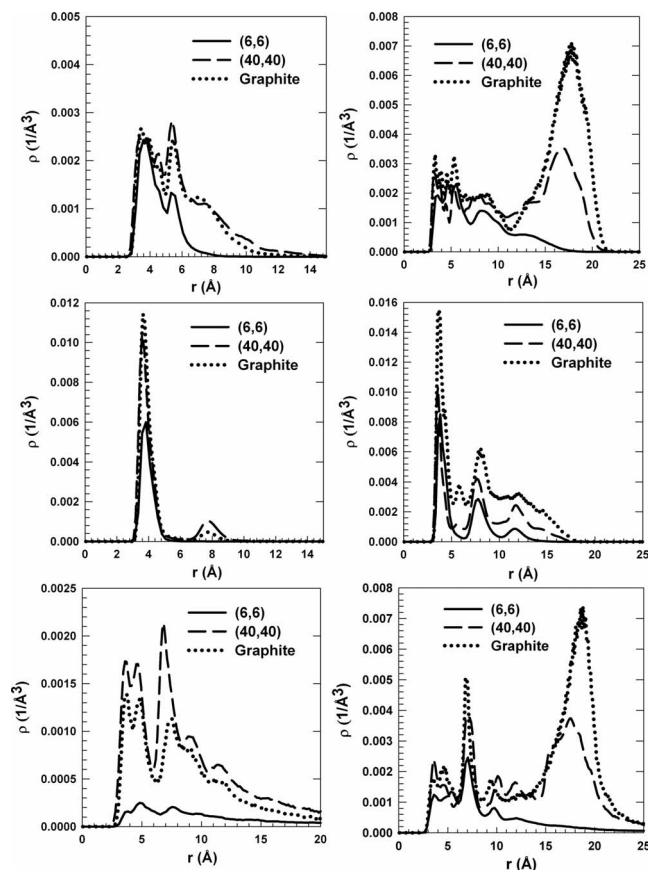 0.005
0.004
0.003
0.002
0.001
0.000
ρ (1/Å³)
(6,6)
(40,40)
Graphite
0 2 4 6 8 10 12 14
r (Å)
0.008
0.007
0.006
0.005
0.004
0.003
0.002
0.001
0.000
ρ (1/Å³)
(6,6)
(40,40)
Graphite
0 5 10 15 20 25
r (Å)
0.012
0.010
0.008
0.006
0.004
0.002
0.000
ρ (1/Å³)
(6,6)
(40,40)
Graphite
0 2 4 6 8 10 12 14
r (Å)
0.016
0.014
0.012
0.010
0.008
0.006
0.004
0.002
0.000
ρ (1/Å³)
(6,6)
(40,40)
Graphite
0 5 10 15 20 25
r (Å)
0.0025
0.0020
0.0015
0.0010
0.0005
0.0000
ρ (1/Å³)
(6,6)
(40,40)
Graphite
0 5 10 15 20
r (Å)
0.008
0.007
0.006
0.005
0.004
0.003
0.002
0.001
0.000
ρ (1/Å³)
(6,6)
(40,40)
Graphite
0 5 10 15 20 25
r (Å)